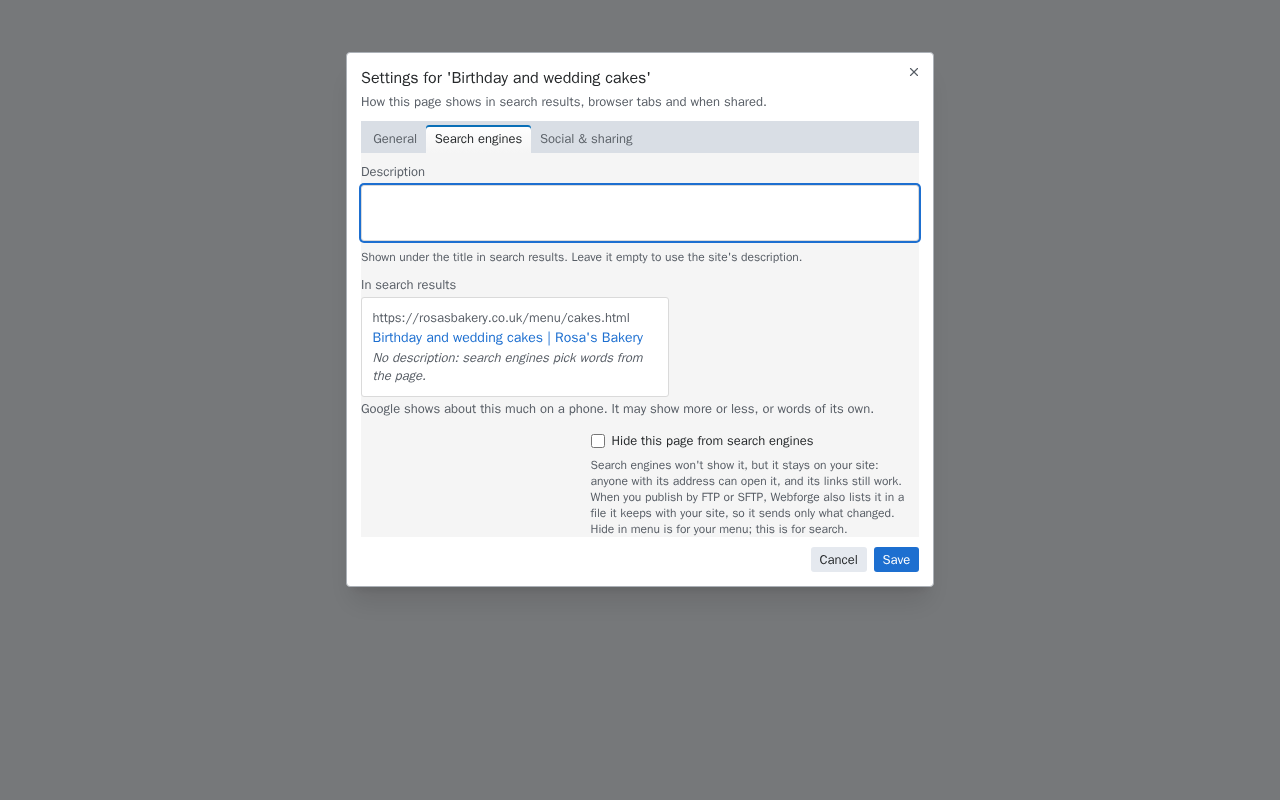 Settings for 'Birthday and wedding cakes'
How this page shows in search results, browser tabs and when shared.
General
Search engines
Social & sharing
Description
Shown under the title in search results. Leave it empty to use the site's description.
In search results
https://rosasbakery.co.uk/menu/cakes.html
Birthday and wedding cakes | Rosa's Bakery
No description: search engines pick words from
the page.
Google shows about this much on a phone. It may show more or less, or words of its own.
Hide this page from search engines
Search engines won't show it, but it stays on your site:
anyone with its address can open it, and its links still work.
When you publish by FTP or SFTP, Webforge also lists it in a
file it keeps with your site, so it sends only what changed.
Hide in menu is for your menu; this is for search.
Cancel
Save